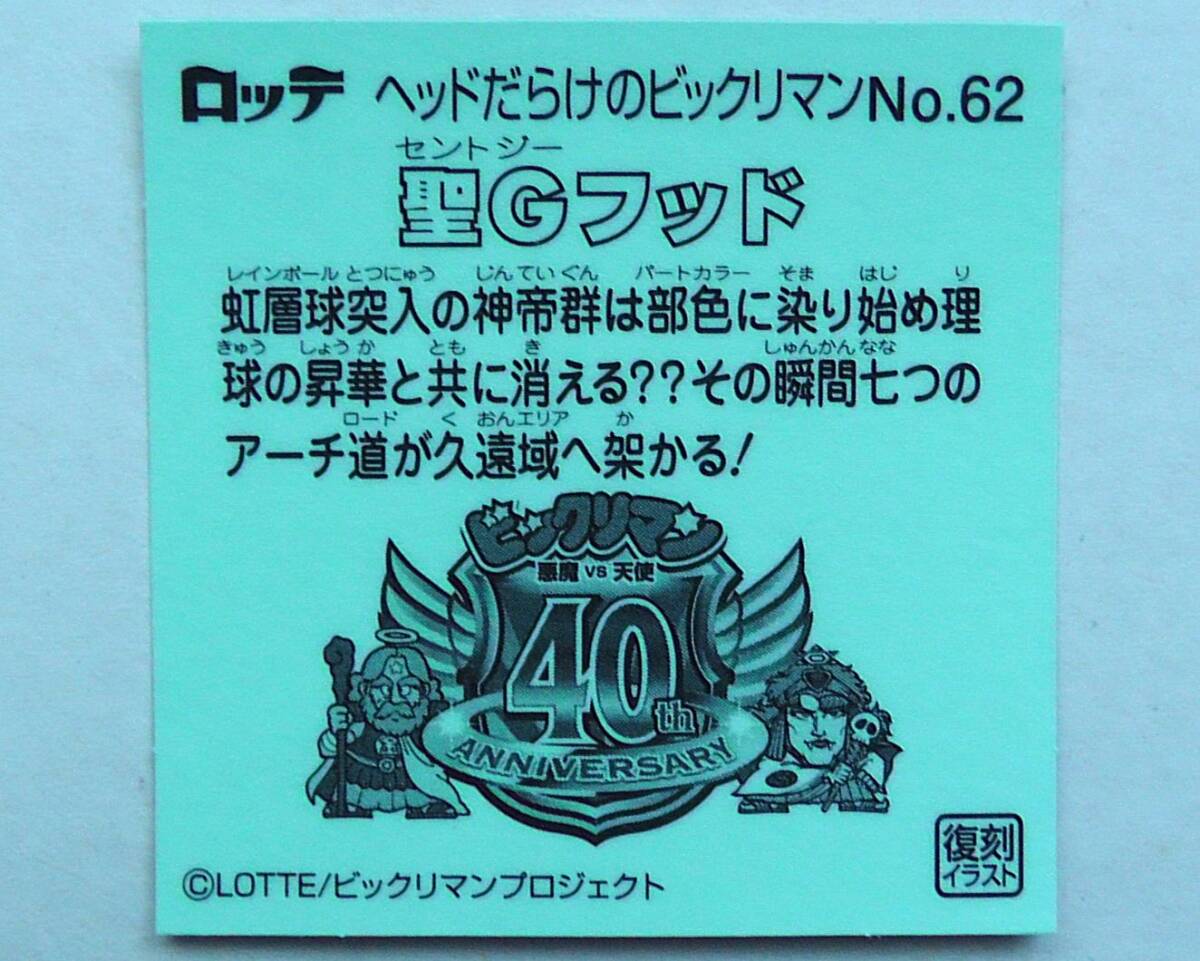 ロッテ ヘッドだらけのビックリマンNo.62
セントジー
聖Gフッド
レインボール とつにゅう じんていぐん パートカラー そま はじ り
虹層球突入の神帝群は部色に染り始め理
きゅう しょうか とも き しゅんかんなな
球の昇華と共に消える??その瞬間七つの
ロード く おんエリア か
アーチ道が久遠域へ架かる!
ビックリマン
悪魔 VS 天使
40th
ANNIVERSARY
復刻
イラスト
©LOTTE/ビックリマンプロジェクト